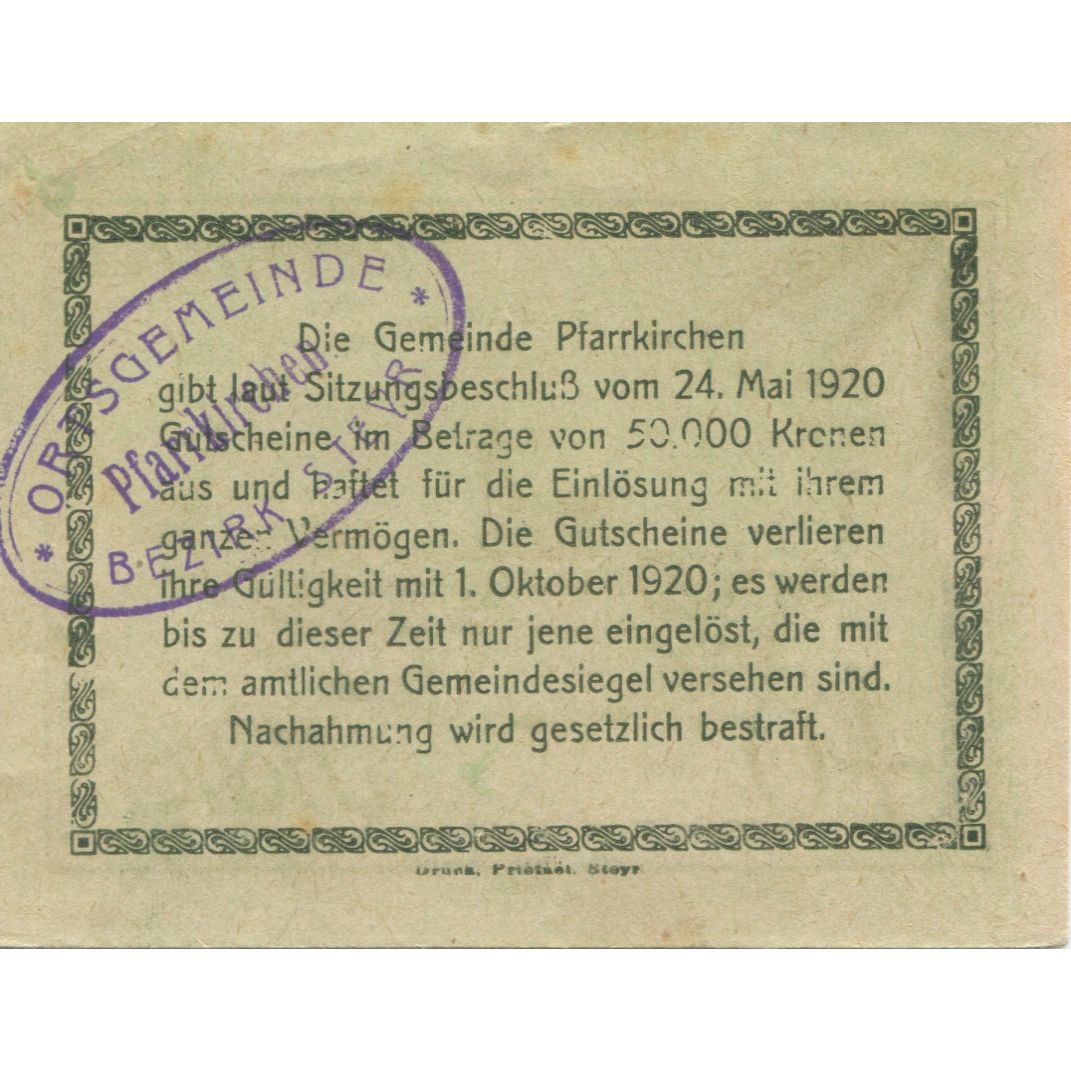 Die Gemeinde Pfarrkirchen
gibt laut Sitzungsbeschluß vom 24. Mai 1920
Gutscheine im Betrage von 50.000 Kronen
aus und haftet für die Einlösung mit ihrem
ganzen Vermögen. Die Gutscheine verlieren
ihre Gültigkeit mit 1. Oktober 1920; es werden
bis zu dieser Zeit nur jene eingelöst, die mit
dem amtlichen Gemeindesiegel versehen sind.
Nachahmung wird gesetzlich bestraft.
* ORTSGEMEINDE *
Pfarrkirchen
BEZIRK STEYR
Druck, Steyr